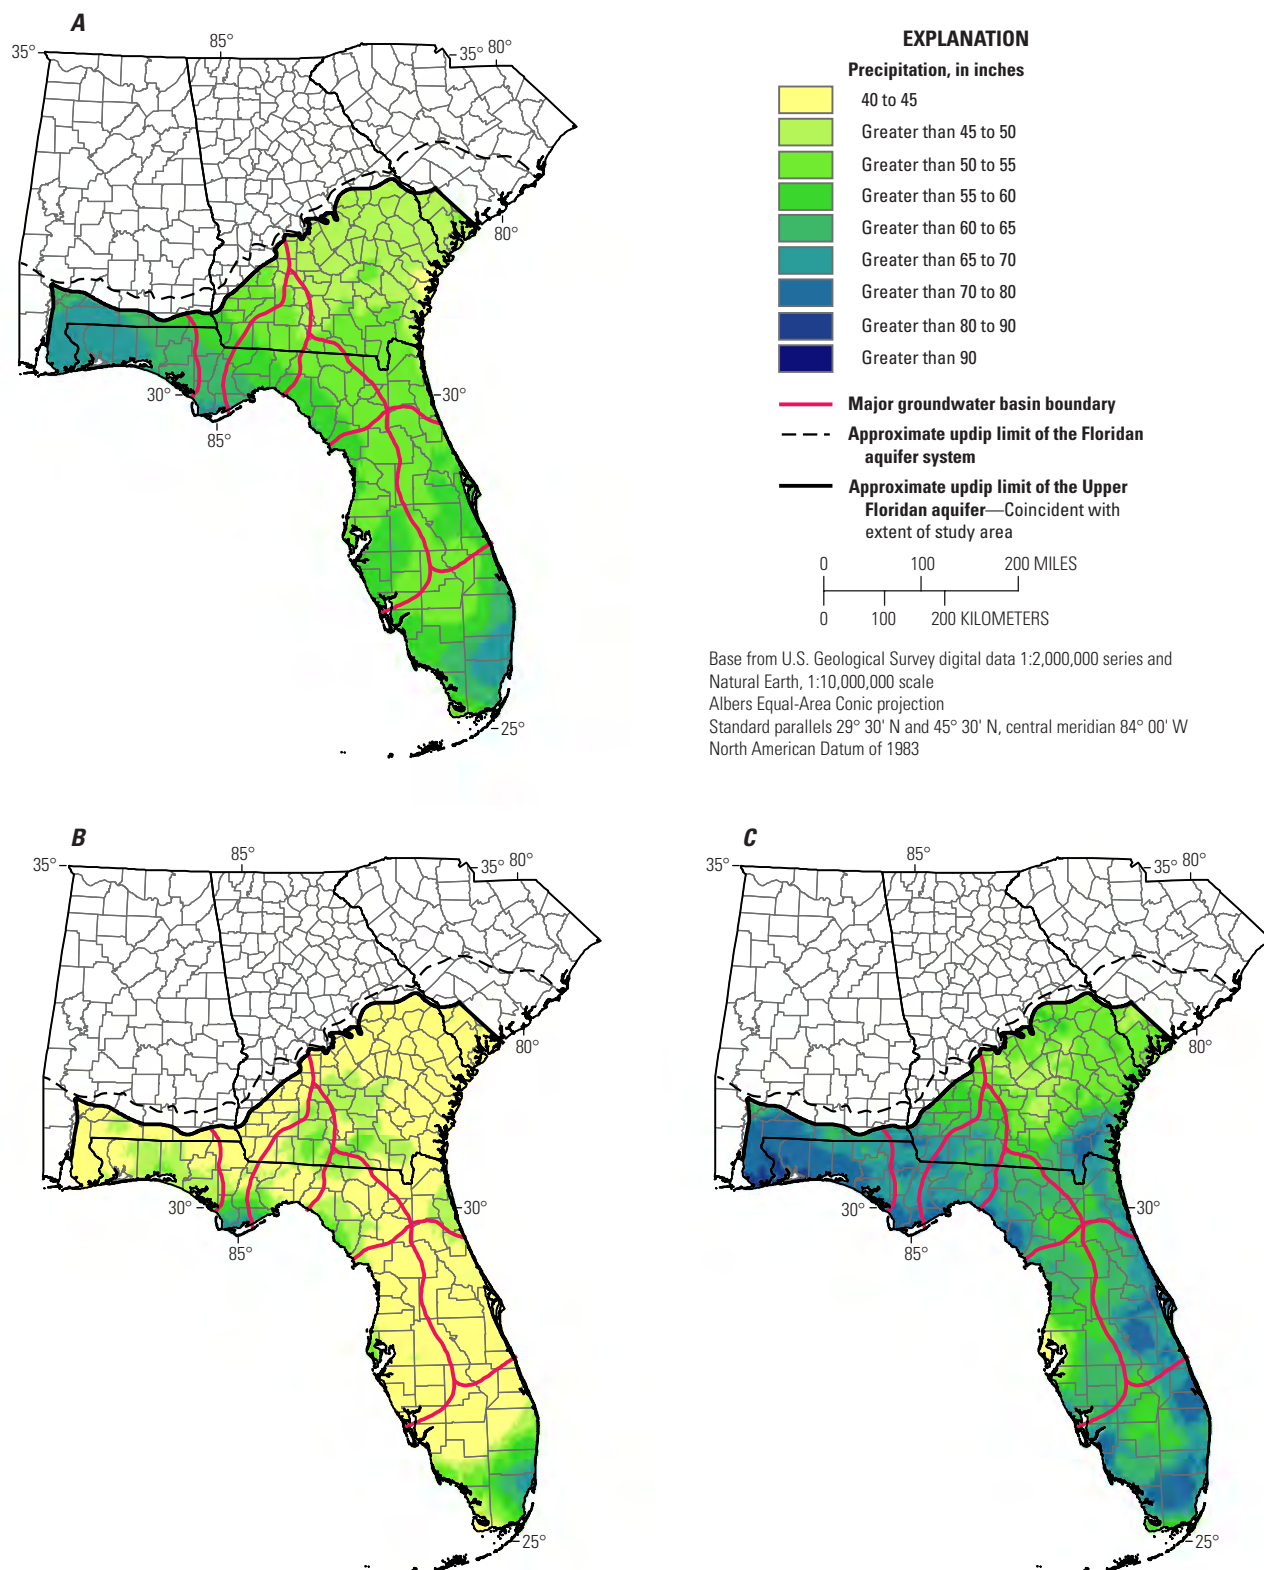 A
35°
85°
35° 80°
80°
30°
30°
85°
25°
EXPLANATION
Precipitation, in inches
40 to 45
Greater than 45 to 50
Greater than 50 to 55
Greater than 55 to 60
Greater than 60 to 65
Greater than 65 to 70
Greater than 70 to 80
Greater than 80 to 90
Greater than 90
Major groundwater basin boundary
Approximate updip limit of the Floridan
aquifer system
Approximate updip limit of the Upper
Floridan aquifer—Coincident with
extent of study area
0 100 200 MILES
0 100 200 KILOMETERS
Base from U.S. Geological Survey digital data 1:2,000,000 series and
Natural Earth, 1:10,000,000 scale
Albers Equal-Area Conic projection
Standard parallels 29° 30' N and 45° 30' N, central meridian 84° 00' W
North American Datum of 1983
B
35°
85°
35° 80°
80°
30°
30°
85°
25°
C
35°
85°
35° 80°
80°
30°
30°
85°
25°